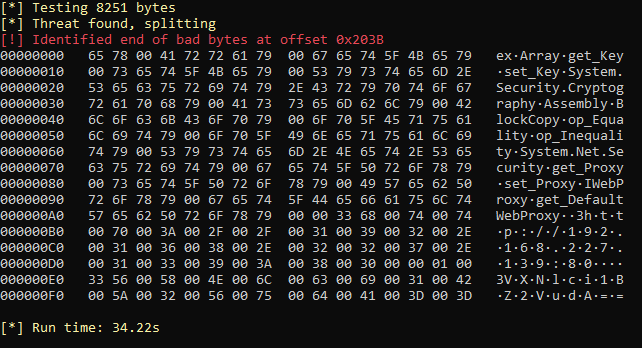 [*] Testing 8251 bytes
[*] Threat found, splitting
[!] Identified end of bad bytes at offset 0x203B
00000000 65 78 00 41 72 72 61 79 00 67 65 74 5F 4B 65 79 ex·Array·get_Key
00000010 00 73 65 74 5F 4B 65 79 00 53 79 73 74 65 6D 2E ·set_Key·System.
00000020 53 65 63 75 72 69 74 79 2E 43 72 79 70 74 6F 67 Security.Cryptog
00000030 72 61 70 68 79 00 41 73 73 65 6D 62 6C 79 00 42 raphy·Assembly·B
00000040 6C 6F 63 6B 43 6F 70 79 00 6F 70 5F 45 71 75 61 lockCopy·op_Equa
00000050 6C 69 74 79 00 6F 70 5F 49 6E 65 71 75 61 6C 69 lity·op_Inequali
00000060 74 79 00 53 79 73 74 65 6D 2E 4E 65 74 2E 53 65 ty·System.Net.Se
00000070 63 75 72 69 74 79 00 67 65 74 5F 50 72 6F 78 79 curity·get_Proxy
00000080 00 73 65 74 5F 50 72 6F 78 79 00 49 57 65 62 50 ·set_Proxy·IWebP
00000090 72 6F 78 79 00 67 65 74 5F 44 65 66 61 75 6C 74 roxy·get_Default
000000A0 57 65 62 50 72 6F 78 79 00 00 33 68 00 74 00 74 WebProxy··3h·t·t
000000B0 00 70 00 3A 00 2F 00 2F 00 31 00 39 00 32 00 2E ·p·:·/·/·1·9·2·.
000000C0 00 31 00 36 00 38 00 2E 00 32 00 32 00 37 00 2E ·1·6·8·.·2·2·7·.
000000D0 00 31 00 33 00 39 00 3A 00 38 00 30 00 00 01 00 ·1·3·9·:·8·0····
000000E0 33 56 00 58 00 4E 00 6C 00 63 00 69 00 31 00 42 3V·X·N·l·c·i·1·B
000000F0 00 5A 00 32 00 56 00 75 00 64 00 41 00 3D 00 3D ·Z·2·V·u·d·A·=·=
[*] Run time: 34.22s